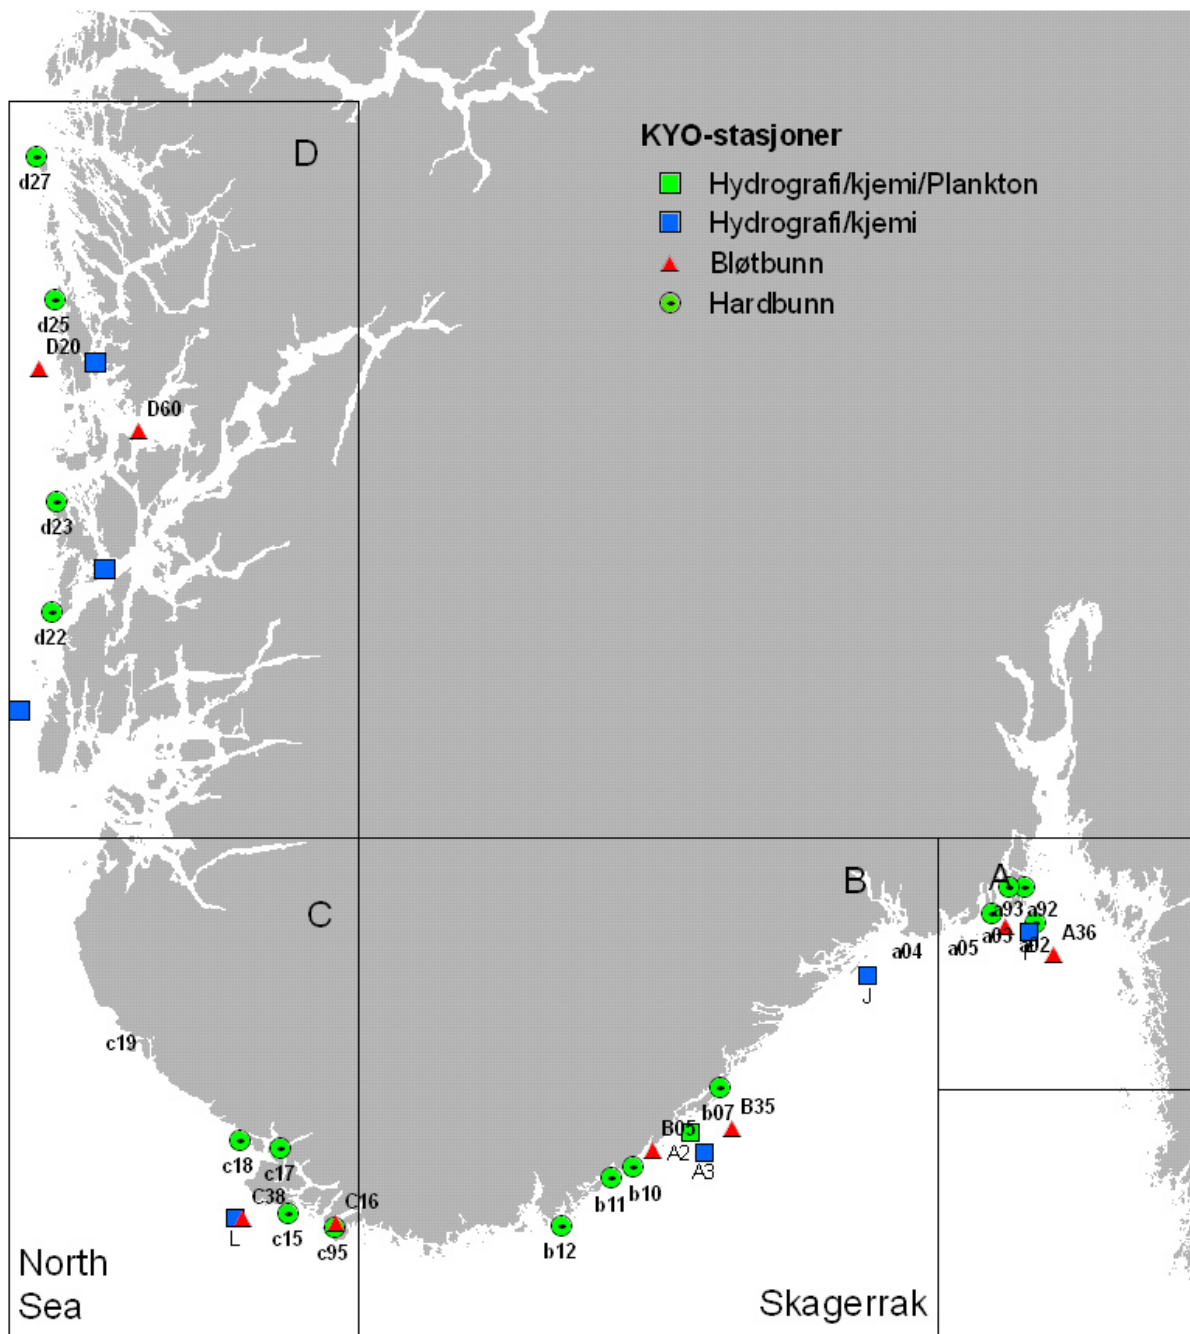 D
KYO-stasjoner
Hydrografi/kjemi/Plankton
Hydrografi/kjemi
Bløtbunn
Hardbunn
d27
d25
D20
D60
d23
d22
B
A
C
a93
a92
a03
a02
A36
a04
a05
J
c19
b07
B35
B05
A2
A3
c18
c17
b10
b11
C38
C16
L
c15
c95
b12
North
Sea
Skagerrak